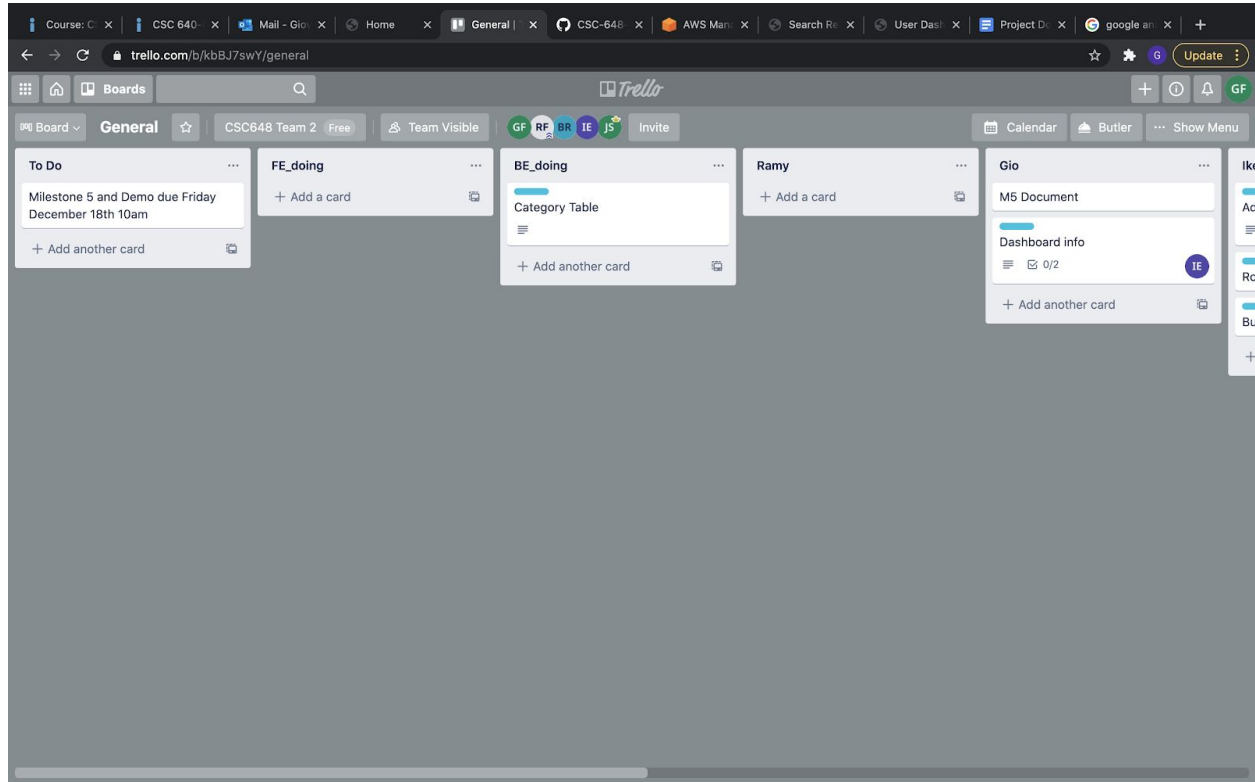 Course: C
CSC 640-
Mail - Gio
Home
General | T
CSC-648-
AWS Man
Search Re
User Dash
Project Do
google an
trello.com/b/kbBJ7swY/general
G
Update
Boards
Trello
GF
Board
General
CSC648 Team 2 Free
Team Visible
GF RF BR IE JS
Invite
Calendar
Butler
Show Menu
To Do
Milestone 5 and Demo due Friday
December 18th 10am
+ Add another card
FE_doing
+ Add a card
BE_doing
Category Table
+ Add another card
Ramy
+ Add a card
Gio
M5 Document
Dashboard info
0/2
IE
+ Add another card
Ike
Ad
Ro
Bu
+